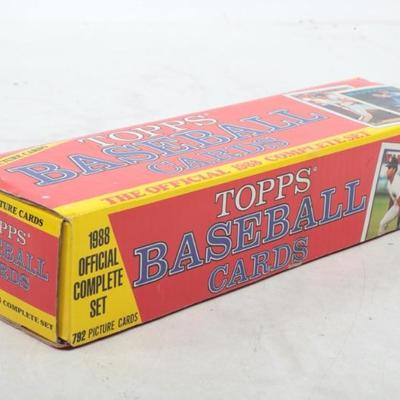 TOPPS®
BASEBALL
CARDS
THE OFFICIAL 1988 COMPLETE SET
1988
OFFICIAL
COMPLETE
SET
792 PICTURE CARDS
TOPPS®
BASEBALL
CARDS
PICTURE CARDS
TOPPS®
BASEBALL
CARDS
COMPLETE SET